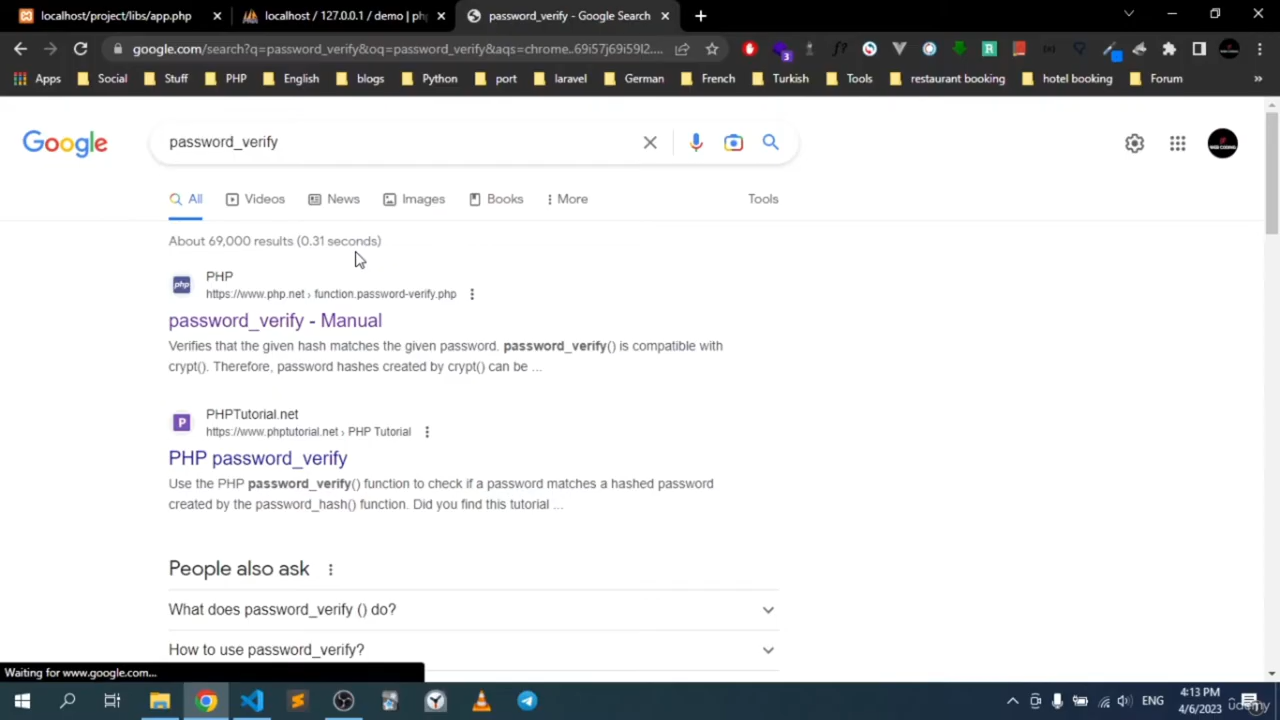 localhost/project/libs/app.php
localhost / 127.0.0.1 / demo | ph
password_verify - Google Search
google.com/search?q=password_verify&oq=password_verify&aqs=chrome..69i57j69i59l2....
3
Apps
Social
Stuff
PHP
English
blogs
Python
port
laravel
German
French
Turkish
Tools
restaurant booking
hotel booking
Forum
»
Google
password_verify
All
Videos
News
Images
Books
More
Tools
About 69,000 results (0.31 seconds)
php
PHP
https://www.php.net › function.password-verify.php
password_verify - Manual
Verifies that the given hash matches the given password. password_verify() is compatible with
crypt(). Therefore, password hashes created by crypt() can be ...
P
PHPTutorial.net
https://www.phptutorial.net › PHP Tutorial
PHP password_verify
Use the PHP password_verify() function to check if a password matches a hashed password
created by the password_hash() function. Did you find this tutorial ...
People also ask
What does password_verify () do?
How to use password_verify?
Waiting for www.google.com...
ENG
4:13 PM
4/6/2023
udemy